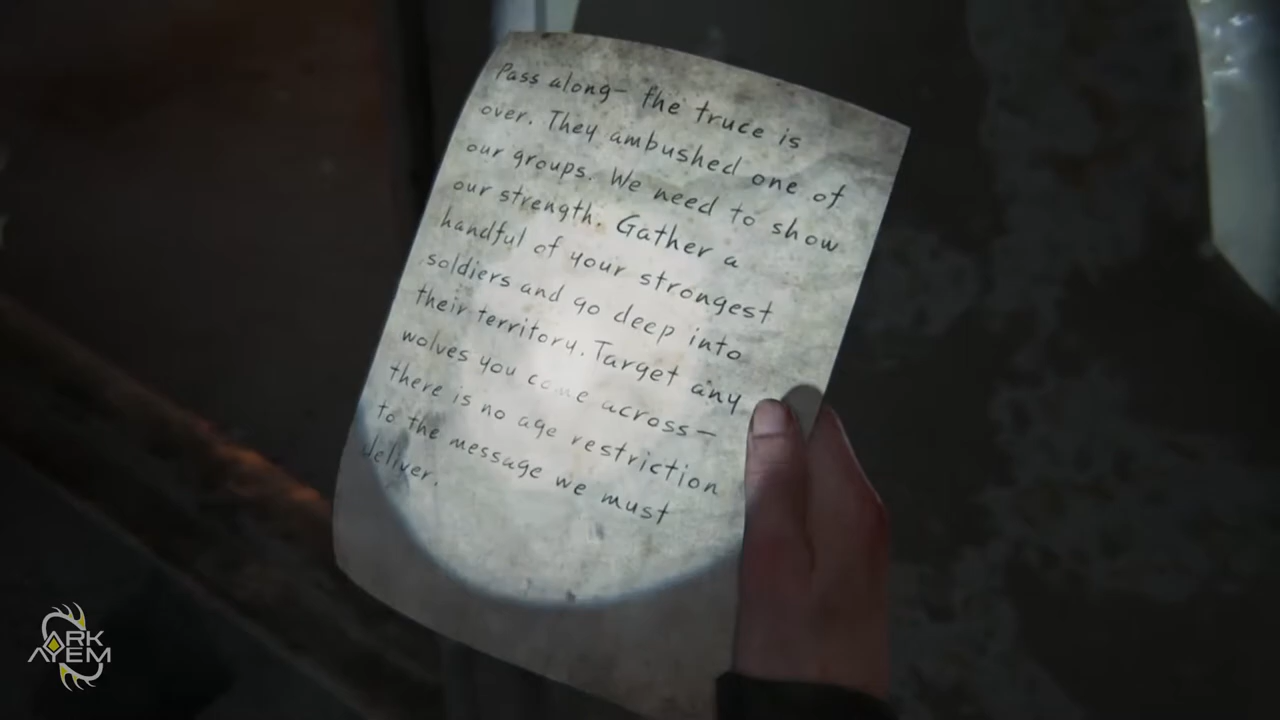 Pass along– the truce is
over. They ambushed one of
our groups. We need to show
our strength. Gather a
handful of your strongest
soldiers and go deep into
their territory. Target any
wolves you come across–
there is no age restriction
to the message we must
deliver.
ARK
AYEM